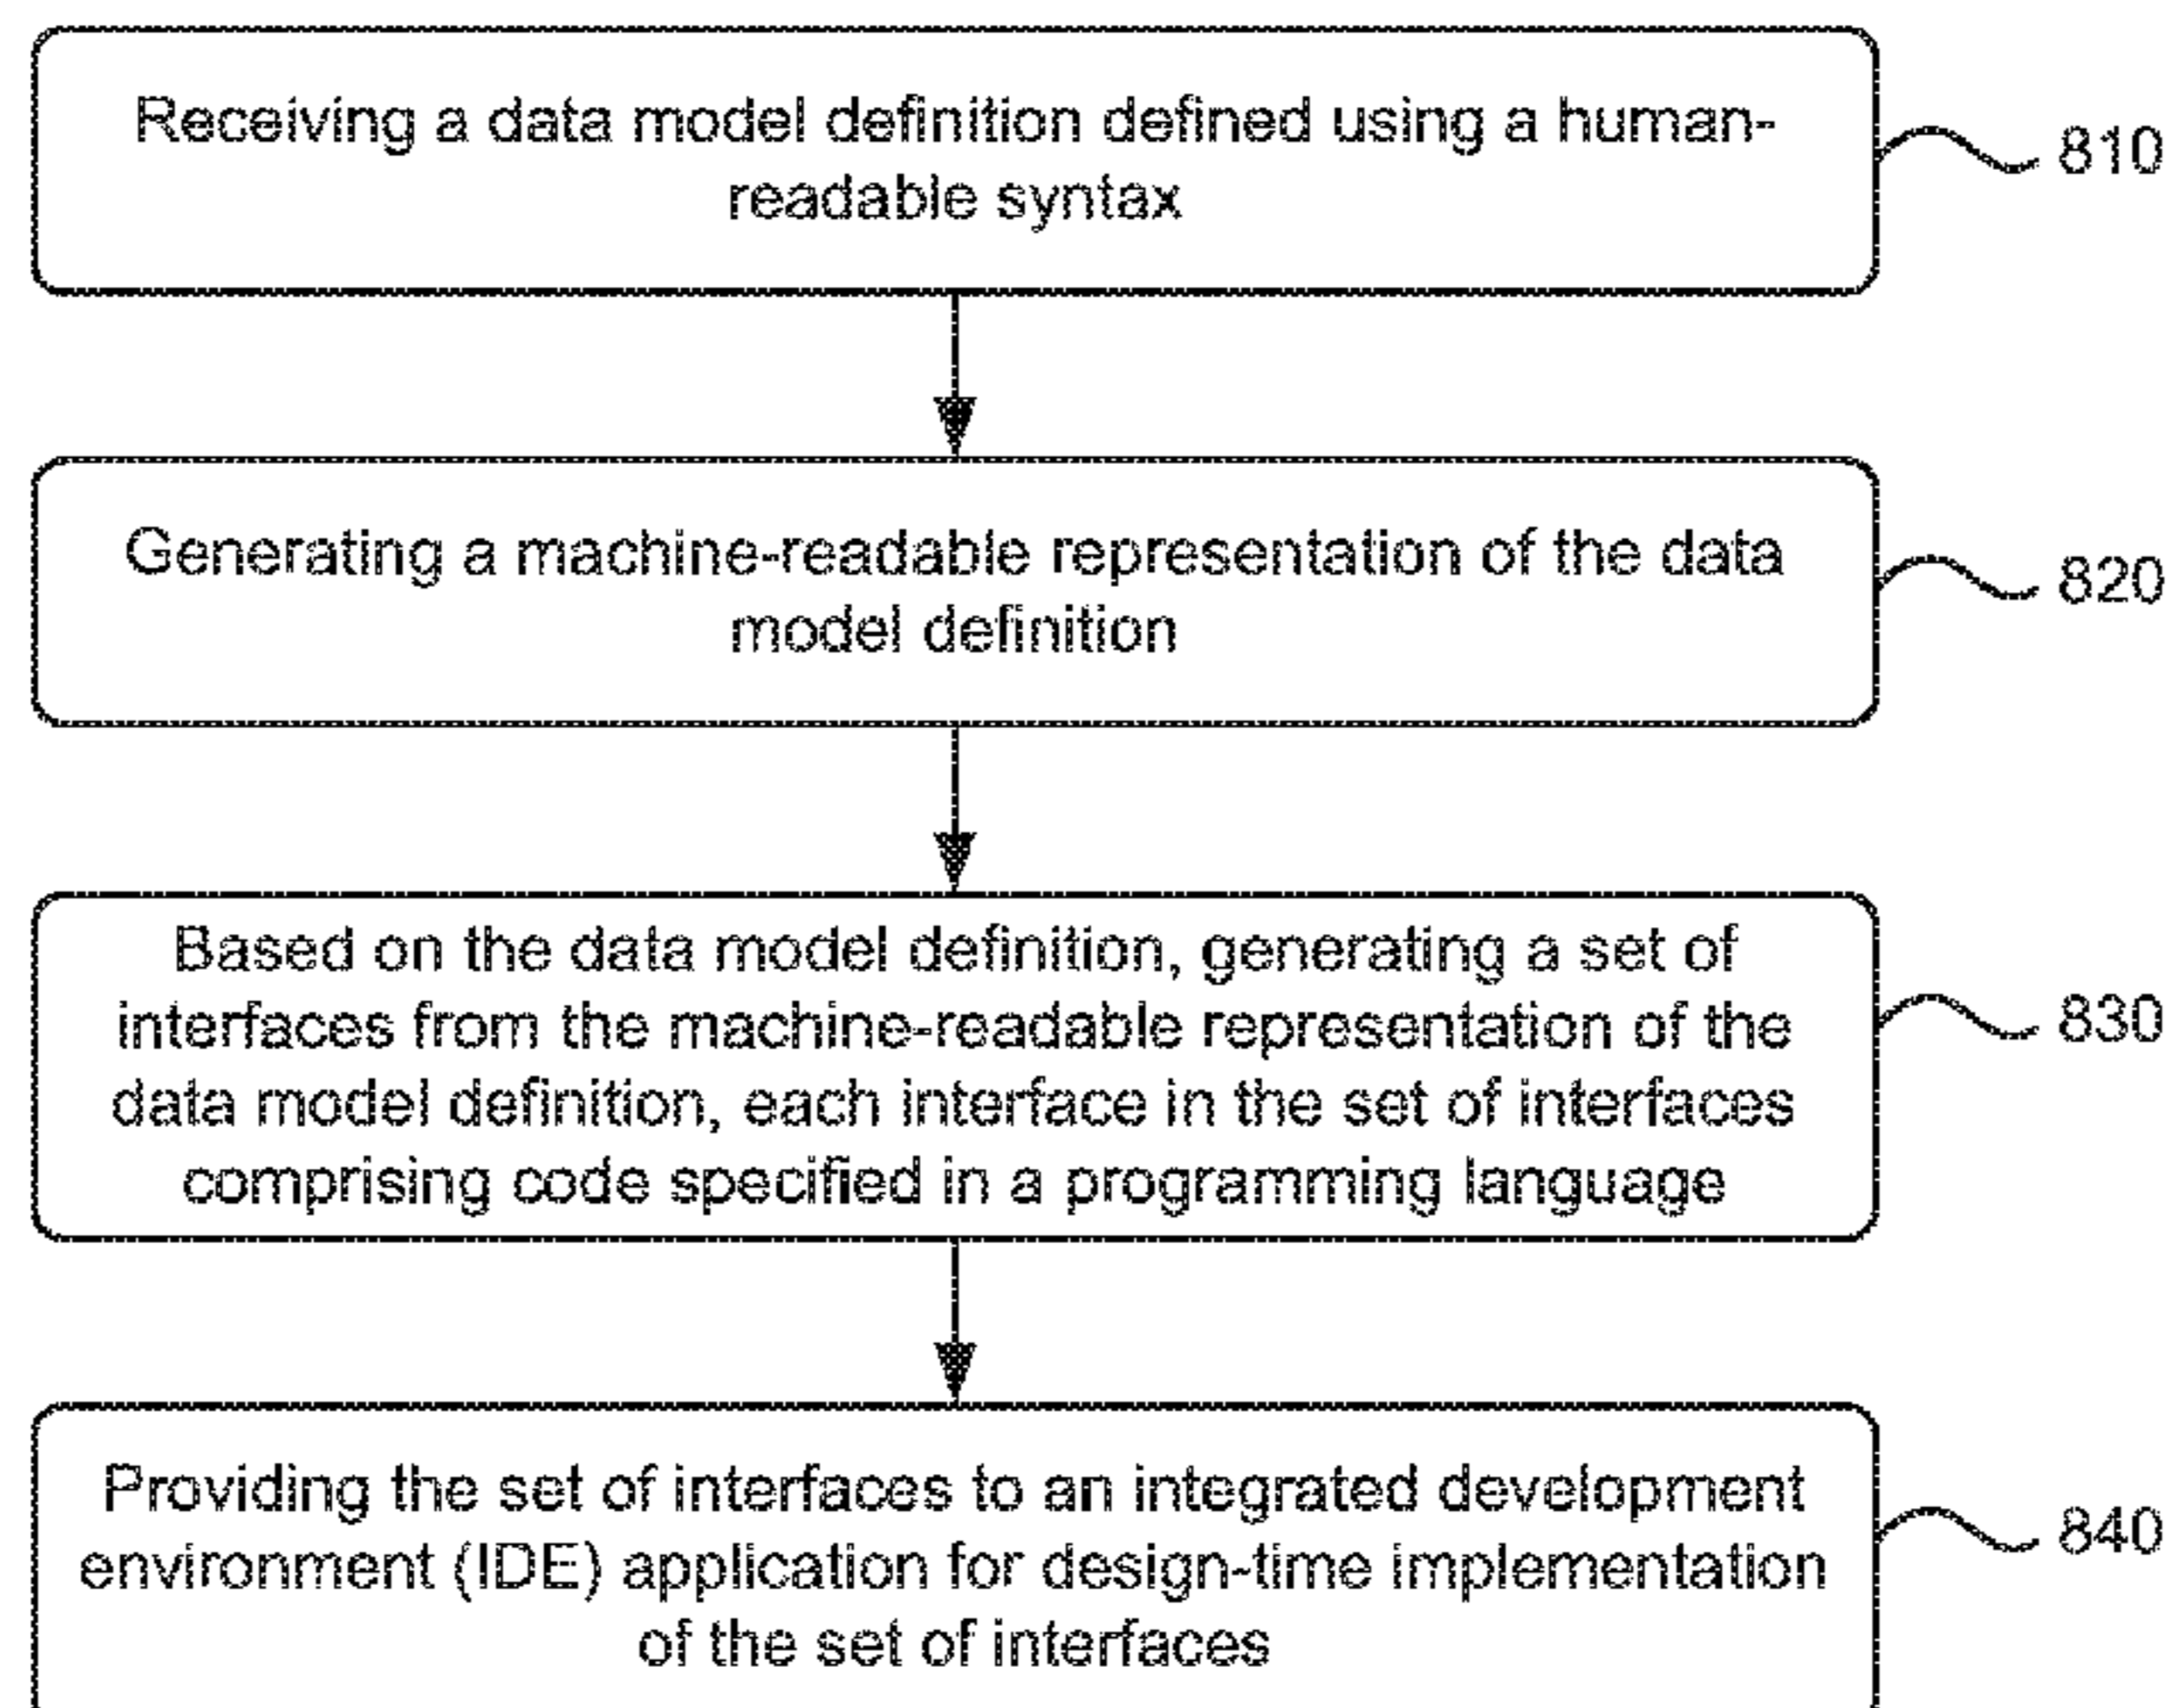 Receiving a data model definition defined using a human-
readable syntax
810
Generating a machine-readable representation of the data
model definition
820
Based on the data model definition, generating a set of
interfaces from the machine-readable representation of the
data model definition, each interface in the set of interfaces
comprising code specified in a programming language
830
Providing the set of interfaces to an integrated development
environment (IDE) application for design-time implementation
of the set of interfaces
840